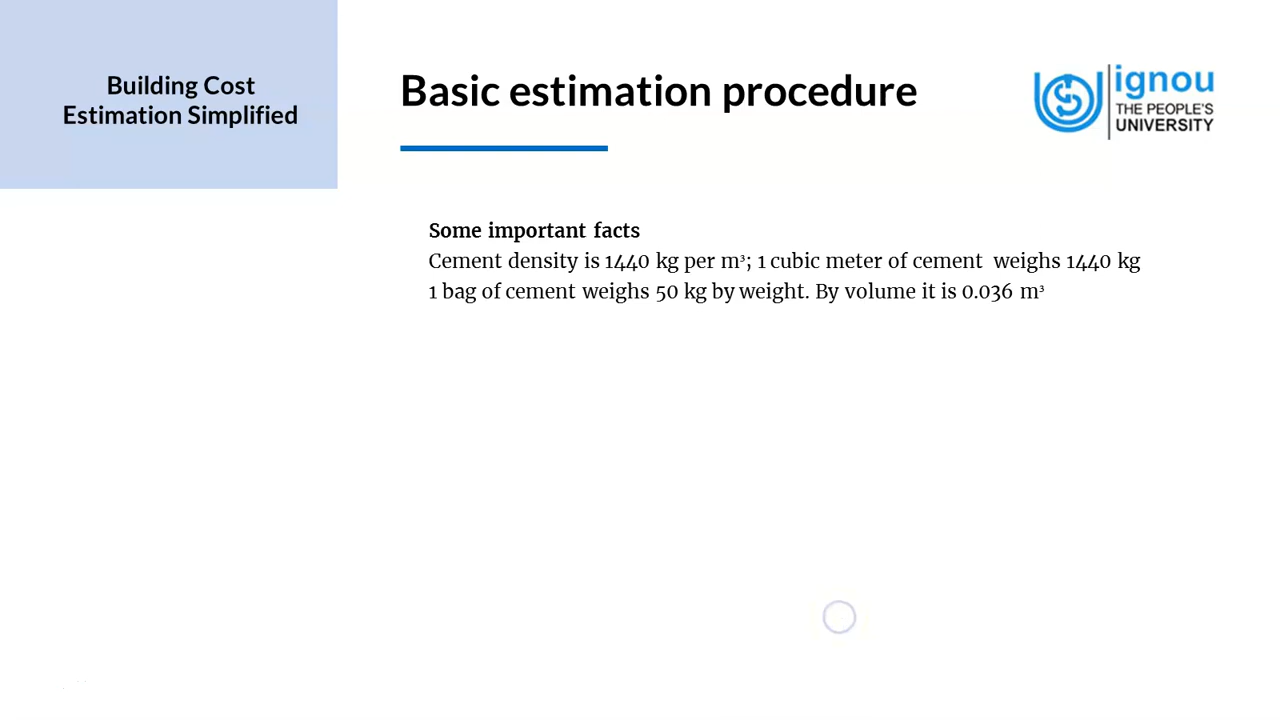 Building Cost
Estimation Simplified
Basic estimation procedure
ignou
THE PEOPLE'S
UNIVERSITY
Some important facts
Cement density is 1440 kg per m³; 1 cubic meter of cement weighs 1440 kg
1 bag of cement weighs 50 kg by weight. By volume it is 0.036 m³